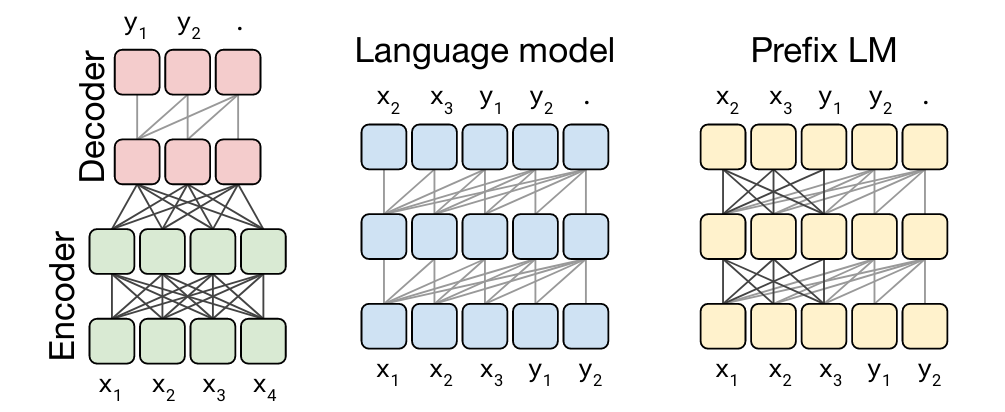 y₁ y₂ .
Decoder
Encoder
x₁ x₂ x₃ x₄
Language model
x₂ x₃ y₁ y₂ .
x₁ x₂ x₃ y₁ y₂
Prefix LM
x₂ x₃ y₁ y₂ .
x₁ x₂ x₃ y₁ y₂